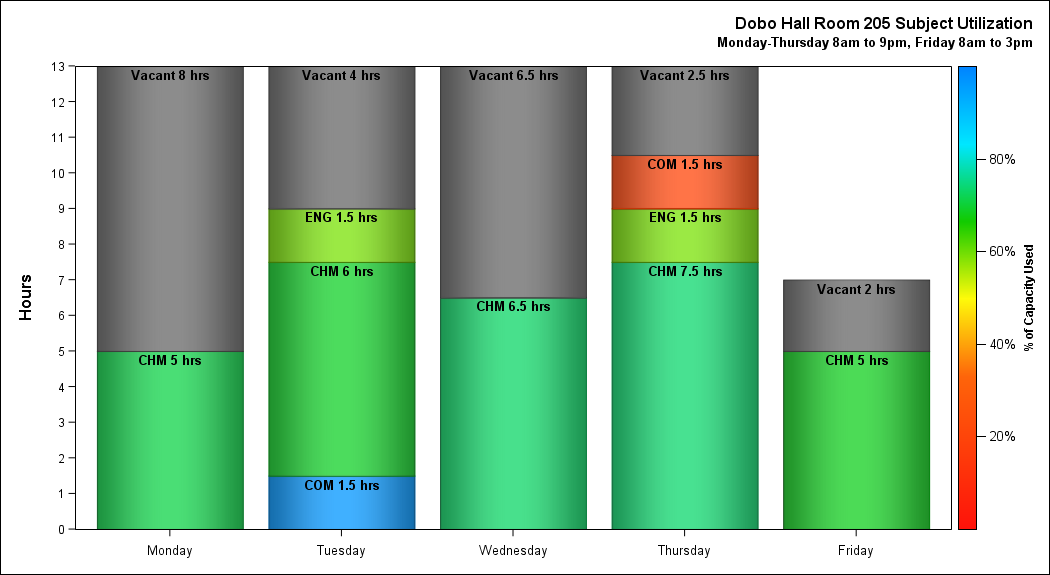 Dobo Hall Room 205 Subject Utilization
Monday-Thursday 8am to 9pm, Friday 8am to 3pm
Hours
13
12
11
10
9
8
7
6
5
4
3
2
1
0
Vacant 8 hrs
CHM 5 hrs
Vacant 4 hrs
ENG 1.5 hrs
CHM 6 hrs
COM 1.5 hrs
Vacant 6.5 hrs
CHM 6.5 hrs
Vacant 2.5 hrs
COM 1.5 hrs
ENG 1.5 hrs
CHM 7.5 hrs
Vacant 2 hrs
CHM 5 hrs
Monday
Tuesday
Wednesday
Thursday
Friday
80%
60%
40%
20%
% of Capacity Used